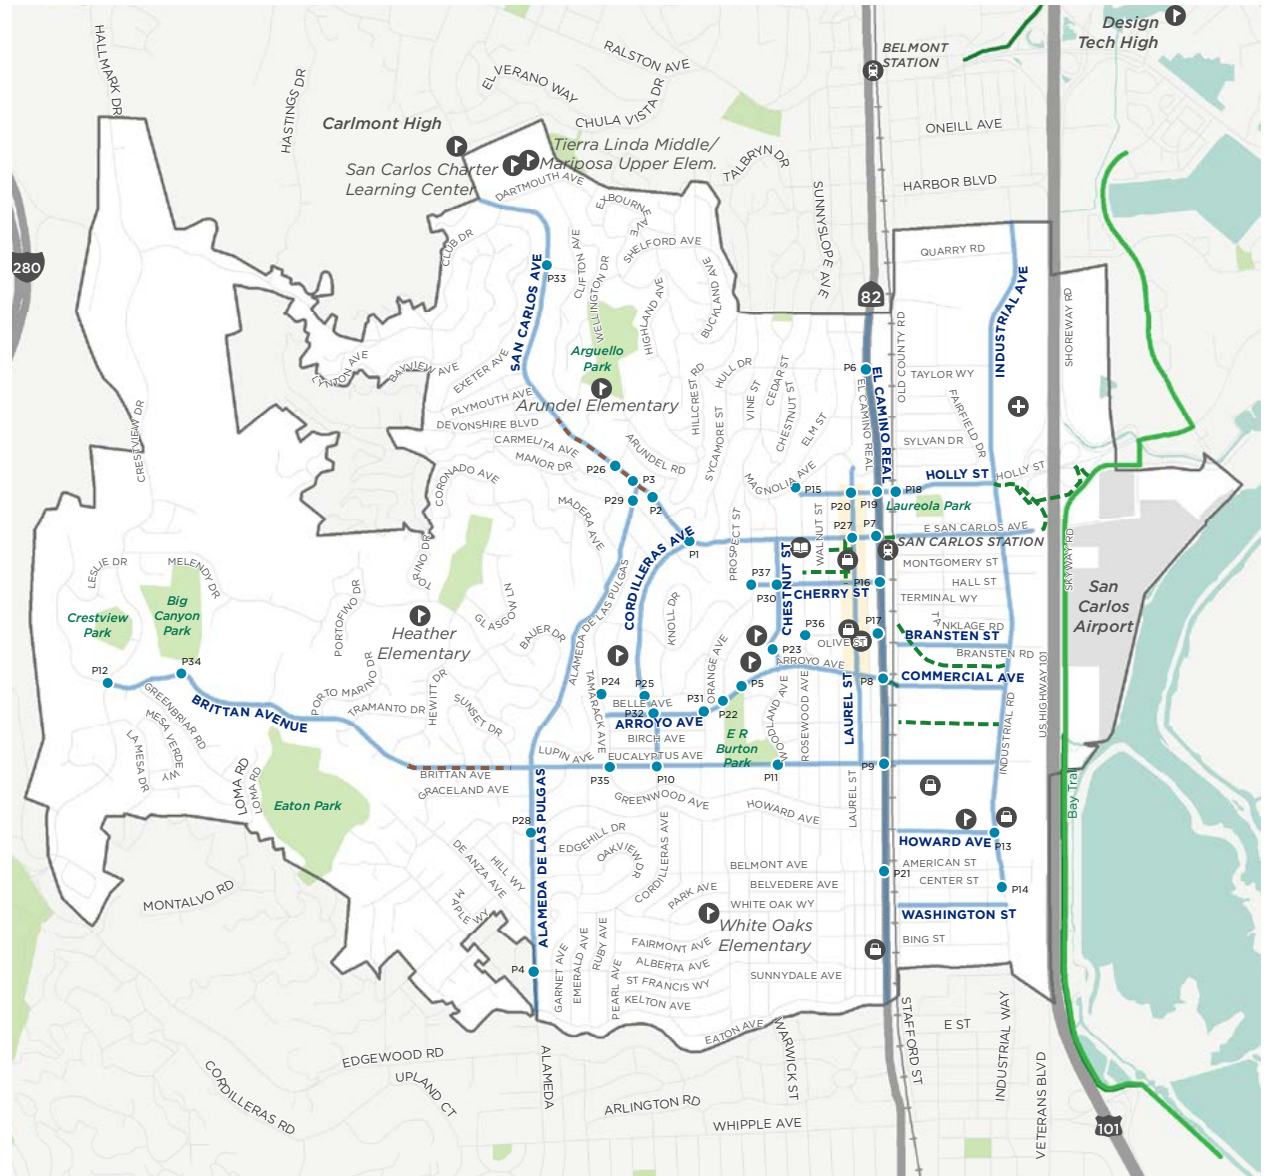 Design
Tech High
BELMONT
STATION
HALLMARK DR
HASTINGS DR
RALSTON AVE
EL VERANO WAY
CHULA VISTA DR
Carlmont High
San Carlos Charter
Learning Center
Tierra Linda Middle/
Mariposa Upper Elem.
TALBRYN DR
ONEILL AVE
HARBOR BLVD
SUNNYSLOPE AVE
DARTMOUTH AVE
ELBOURNE AVE
CLUB DR
SHELFORD AVE
CLIFTON AVE
WELLINGTON DR
HIGHLAND AVE
BUCKLAND AVE
QUARRY RD
280
82
P33
SAN CARLOS AVE
INDUSTRIAL AVE
SHOREWAY RD
OLD COUNTY RD
Arguello
Park
BAYVIEW AVE
EXETER AVE
PLYMOUTH AVE
DEVONSHIRE BLVD
CARMELITA AVE
MANOR DR
Arundel Elementary
ARUNDEL RD
HILLCREST RD
HULL DR
VINE ST
CEDAR ST
CHESTNUT ST
ELM ST
SYCAMORE ST
P6
EL CAMINO REAL
EL CAMINO REAL
TAYLOR WY
FAIRFIELD DR
SYLVAN DR
CRESTVIEW DR
CORONADO AVE
MADERA AVE
P26
P3
P29
P2
MAGNOLIA AVE
P15
P20
P19
P18
HOLLY ST
HOLLY ST
Laureola Park
E SAN CARLOS AVE
SAN CARLOS STATION
P27
P7
WALNUT ST
PROSPECT ST
P1
CORDILLERAS AVE
ALAMEDA DE LAS PULGAS
TORINO DR
CHESTNUT ST
MONTGOMERY ST
HALL ST
TERMINAL WY
TANKLAGE RD
SKYWAY RD
San
Carlos
Airport
P37
P30
CHERRY ST
P16
P17
BRANSTEN ST
BRANSTEN RD
COMMERCIAL AVE
LESLIE DR
MELENDY DR
Big
Canyon
Park
Crestview
Park
PORTOFINO DR
GLASGOW LN
BAUER DR
Heather
Elementary
KNOLL DR
P36
OLIVE ST
P23
ARROYO AVE
P8
P12
P34
BRITTAN AVENUE
GREENBRIAR RD
MESA VERDE WY
LA MESA DR
PORTO MARINO DR
TRAMANTO DR
HEWITT DR
SUNSET DR
P24
P25
BELLE AVE
P32
ARROYO AVE
P31
P22
P5
ORANGE AVE
TAMARACK AVE
BIRCH AVE
EUCALYPTUS AVE
LUPIN AVE
E R
Burton
Park
WOODLAND AVE
ROSEWOOD AVE
LAUREL ST
US HIGHWAY 101
INDUSTRIAL RD
BRITTAN AVE
GRACELAND AVE
P35
P10
P11
P9
LOMA RD
LOMA RD
Eaton Park
GREENWOOD AVE
HOWARD AVE
LAUREL ST
Bay Trail
P28
ALAMEDA DE LAS PULGAS
EDGEHILL DR
OAKVIEW DR
CORDILLERAS AVE
DE ANZA AVE
HILL WY
MAPLE WY
BELMONT AVE
BELVEDERE AVE
PARK AVE
WHITE OAK WY
HOWARD AVE
P13
P21
AMERICAN ST
CENTER ST
P14
WASHINGTON ST
BING ST
MONTALVO RD
White Oaks
Elementary
FAIRMONT AVE
ALBERTA AVE
ST FRANCIS WY
KELTON AVE
SUNNYDALE AVE
GARNET AVE
EMERALD AVE
RUBY AVE
PEARL AVE
P4
EATON AVE
E ST
STAFFORD ST
INDUSTRIAL WAY
VETERANS BLVD
WARWICK ST
EDGEWOOD RD
UPLAND CT
CORDILLERAS RD
ALAMEDA
ARLINGTON RD
WHIPPLE AVE
101